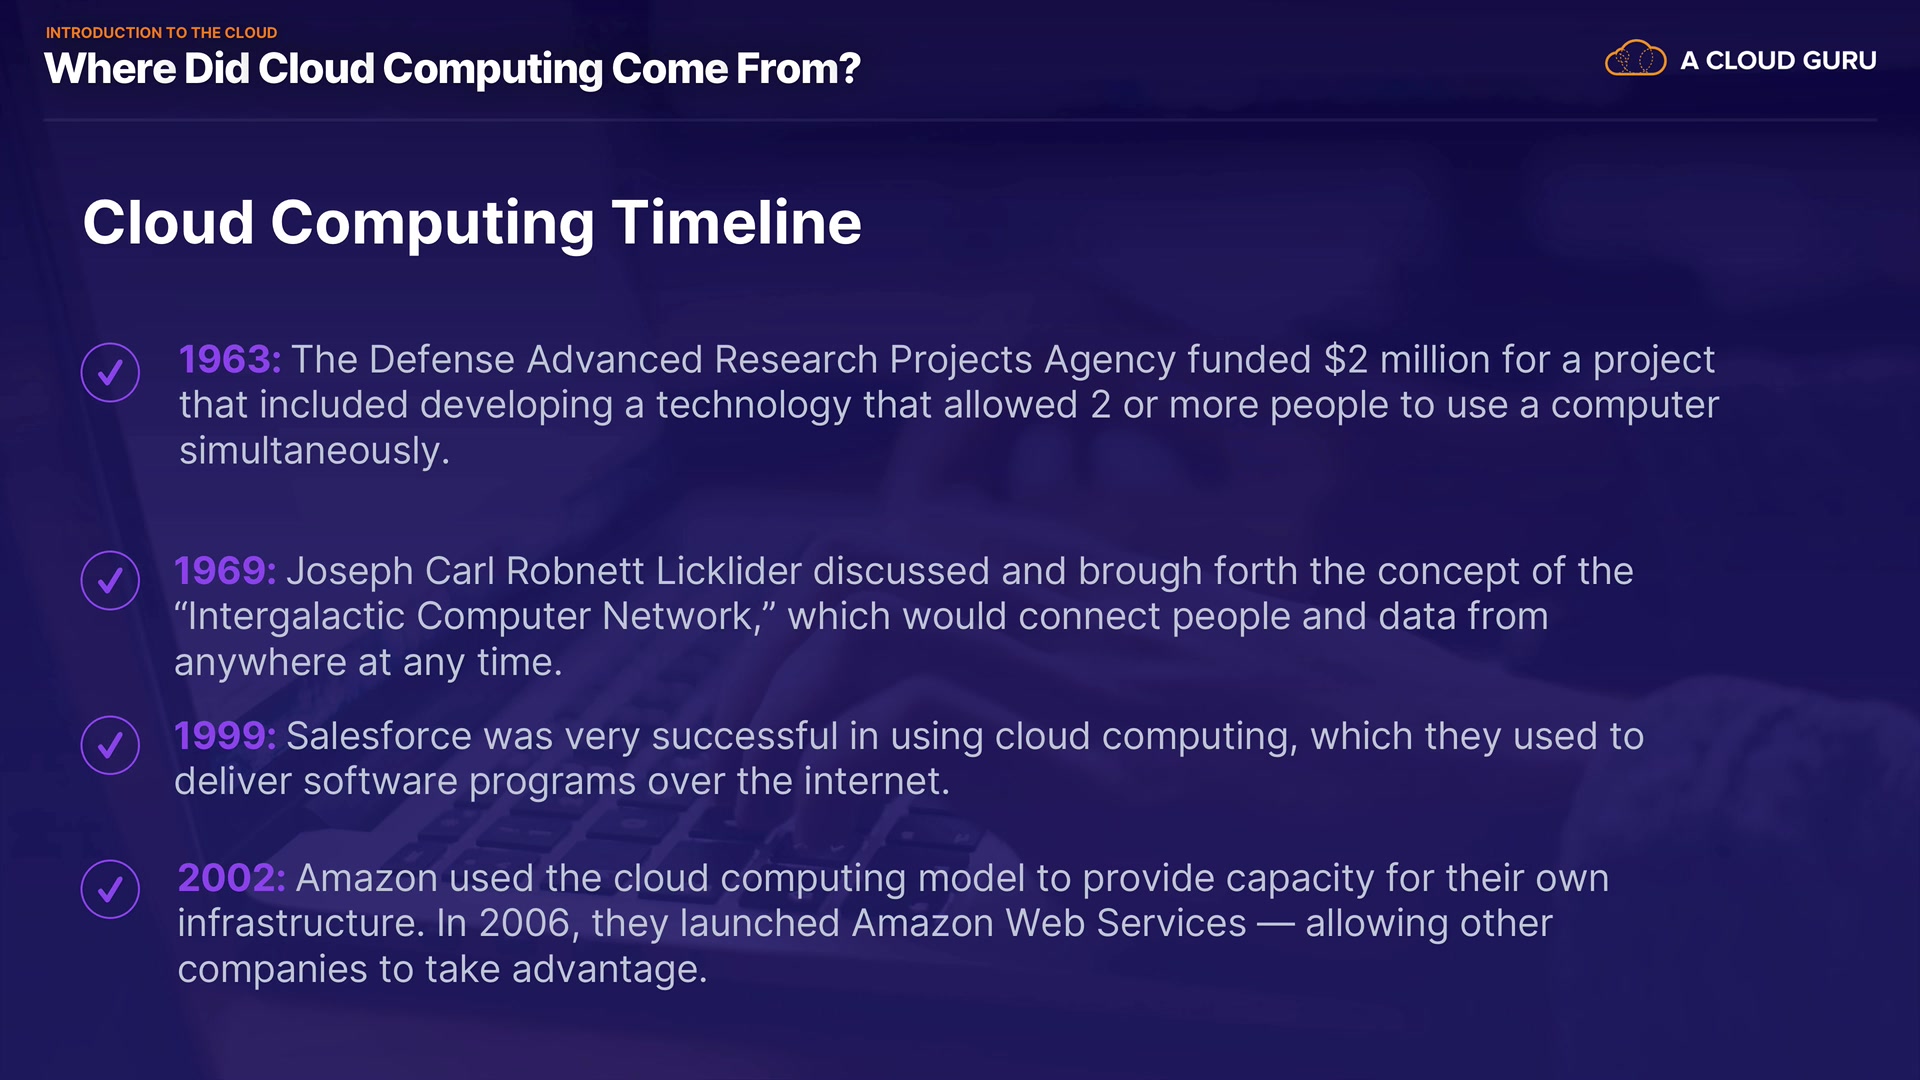 INTRODUCTION TO THE CLOUD
Where Did Cloud Computing Come From?
A CLOUD GURU
Cloud Computing Timeline
1963: The Defense Advanced Research Projects Agency funded $2 million for a project
that included developing a technology that allowed 2 or more people to use a computer
simultaneously.
1969: Joseph Carl Robnett Licklider discussed and brough forth the concept of the
“Intergalactic Computer Network,” which would connect people and data from
anywhere at any time.
1999: Salesforce was very successful in using cloud computing, which they used to
deliver software programs over the internet.
2002: Amazon used the cloud computing model to provide capacity for their own
infrastructure. In 2006, they launched Amazon Web Services — allowing other
companies to take advantage.